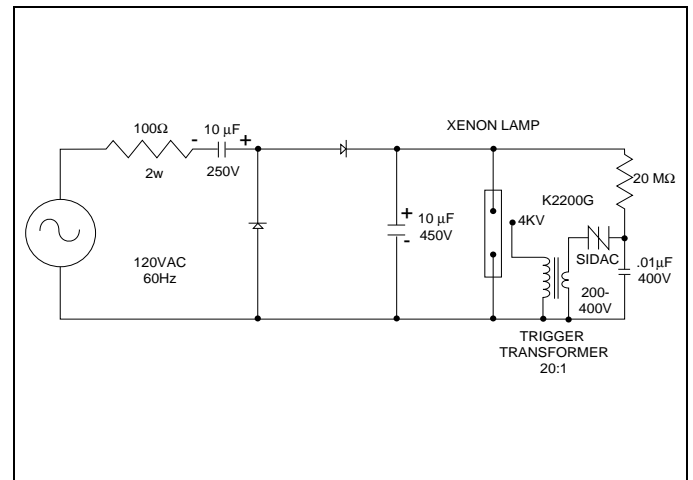 100Ω
2w
- 10 μF +
250V
120VAC
60Hz
+
10 μF
450V
-
XENON LAMP
4KV
K2200G
20 MΩ
SIDAC
.01μF
400V
200-
400V
TRIGGER
TRANSFORMER
20:1